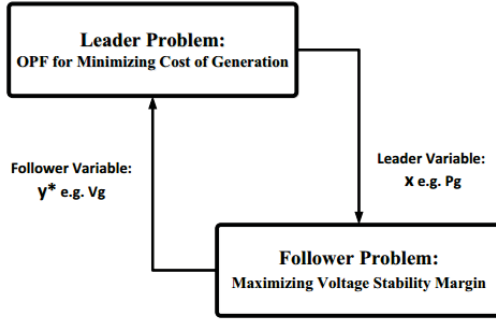 Leader Problem:
OPF for Minimizing Cost of Generation
Follower Variable:
y* e.g. Vg
Leader Variable:
x e.g. Pg
Follower Problem:
Maximizing Voltage Stability Margin